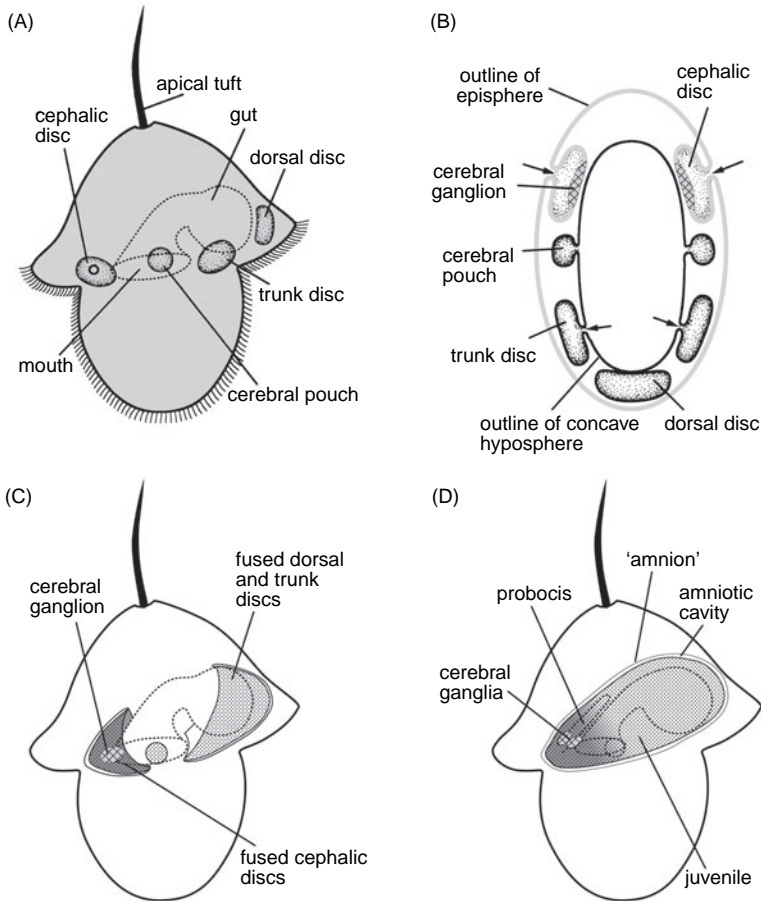 (A)
apical tuft
cephalic
disc
gut
dorsal disc
trunk disc
mouth
cerebral pouch
(B)
outline of
episphere
cephalic
disc
cerebral
ganglion
cerebral
pouch
trunk disc
outline of concave
hyposphere
dorsal disc
(C)
fused dorsal
and trunk
discs
cerebral
ganglion
fused cephalic
discs
(D)
‘amnion’
probocis
amniotic
cavity
cerebral
ganglia
juvenile